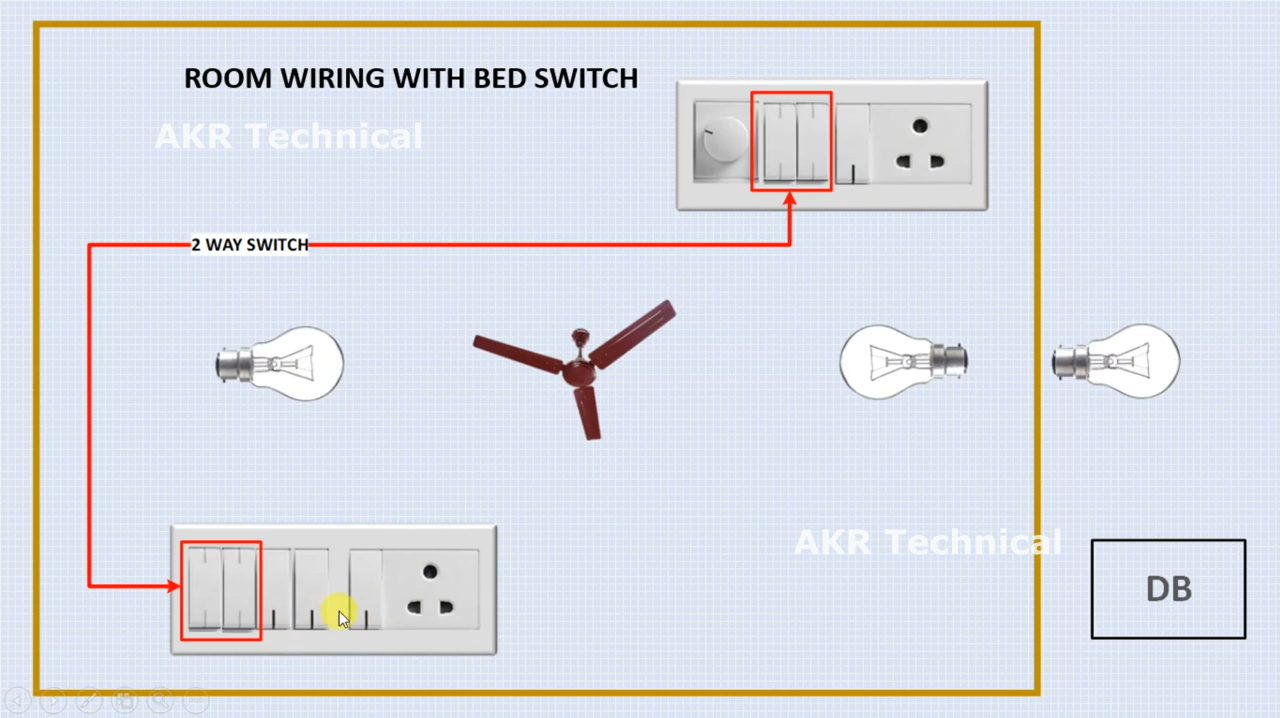 ROOM WIRING WITH BED SWITCH
AKR Technical
2 WAY SWITCH
AKR Technical
DB